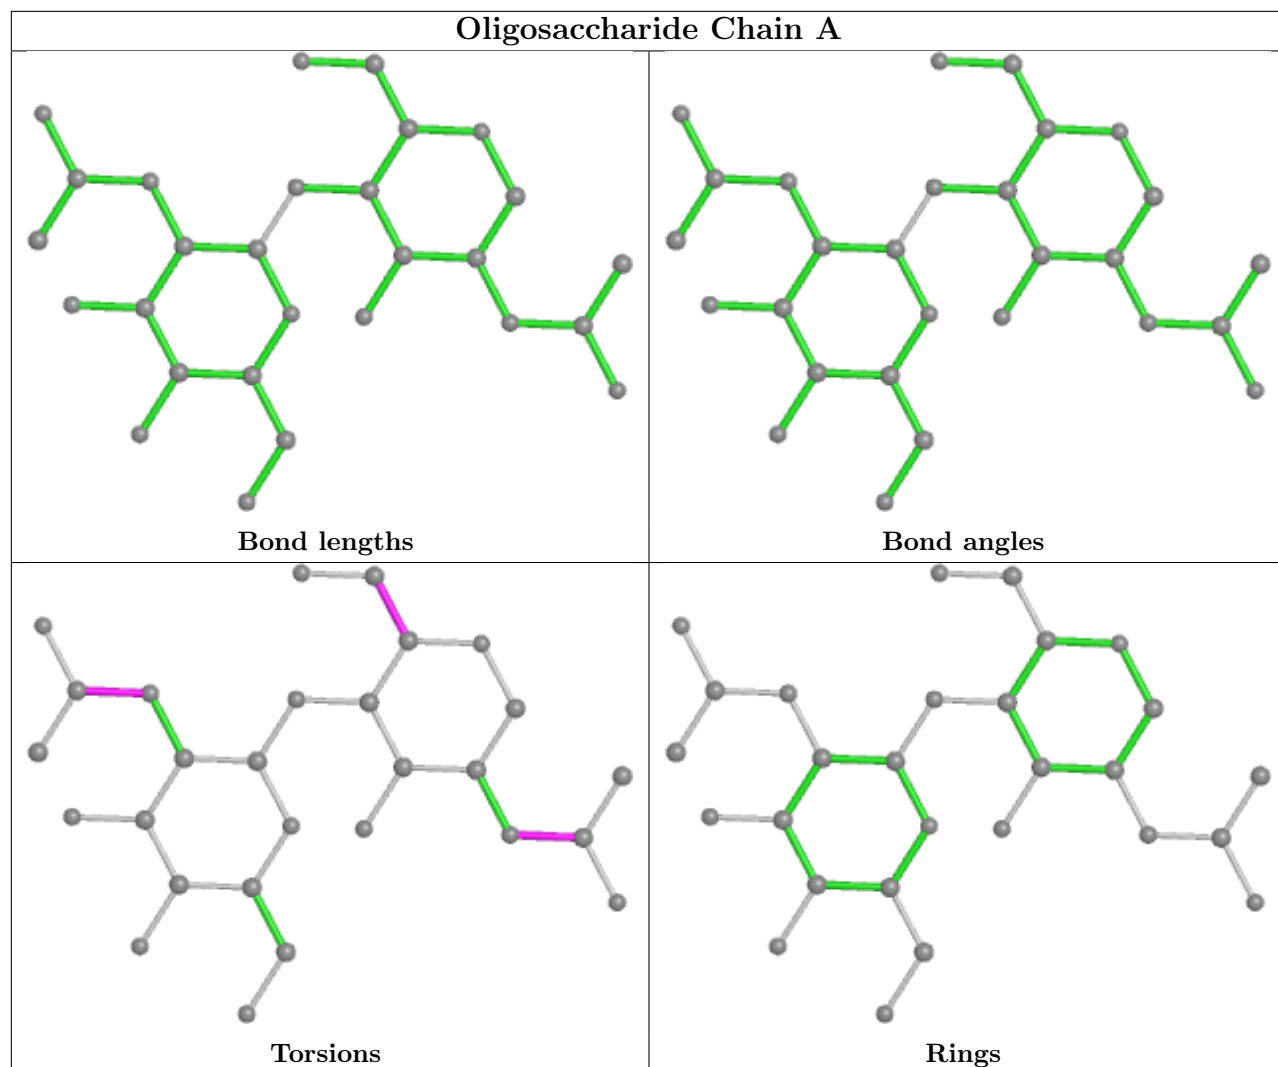 Oligosaccharide Chain A
Bond lengths
Bond angles
Torsions
Rings